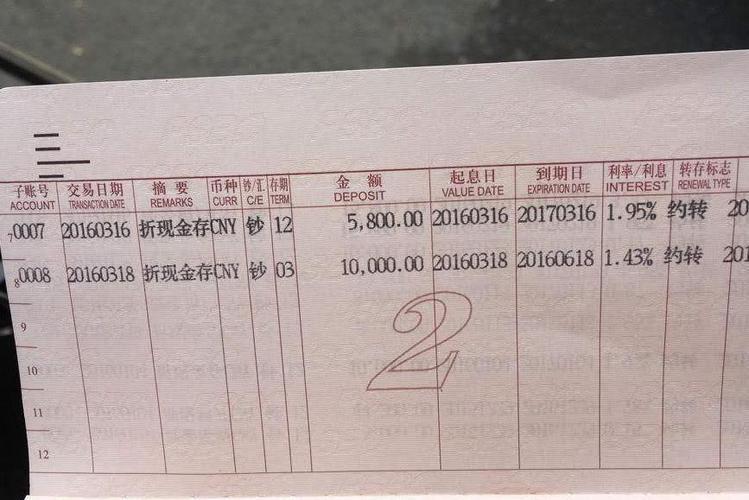 子账号 交易日期 摘 要 币种 钞/汇 存期 金 额 起息日 到期日 利率/利息 转存标志
ACCOUNT TRANSACTION DATE REMARKS CURR C/E TERM DEPOSIT VALUE DATE EXPIRATION DATE INTEREST RENEWAL TYPE
7 0007 20160316 折现金存 CNY 钞 12 5,800.00 20160316 20170316 1.95% 约转 20
8 0008 20160318 折现金存 CNY 钞 03 10,000.00 20160318 20160618 1.43% 约转 201
9
10
11
12
2